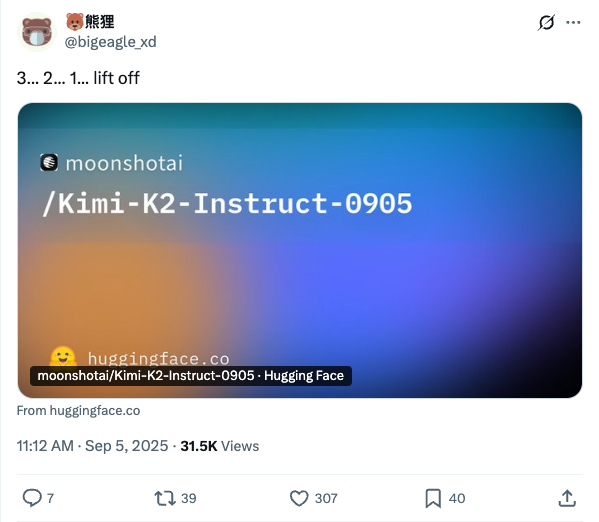 🐻熊狸
@bigeagle_xd
3... 2... 1... lift off
moonshotai
/Kimi-K2-Instruct-0905
huggingface.co
moonshotai/Kimi-K2-Instruct-0905 · Hugging Face
From huggingface.co
11:12 AM · Sep 5, 2025 · 31.5K Views
7 39 307 40